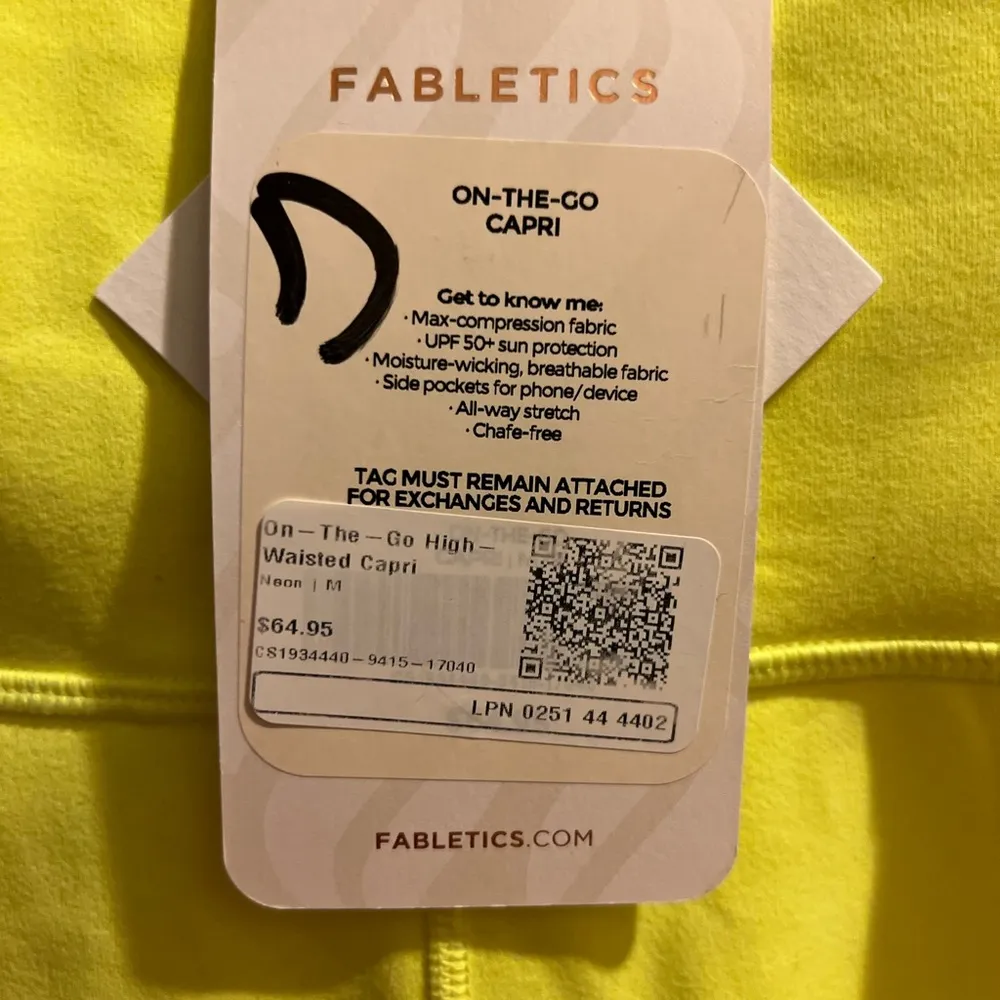 FABLETICS
ON-THE-GO
CAPRI
Get to know me:
· Max-compression fabric
· UPF 50+ sun protection
· Moisture-wicking, breathable fabric
· Side pockets for phone/device
· All-way stretch
· Chafe-free
TAG MUST REMAIN ATTACHED
FOR EXCHANGES AND RETURNS
On-The-Go High-
Waisted Capri
Neon | M
$64.95
CS1934440-9415-17040
LPN 0251 44 4402
FABLETICS.COM